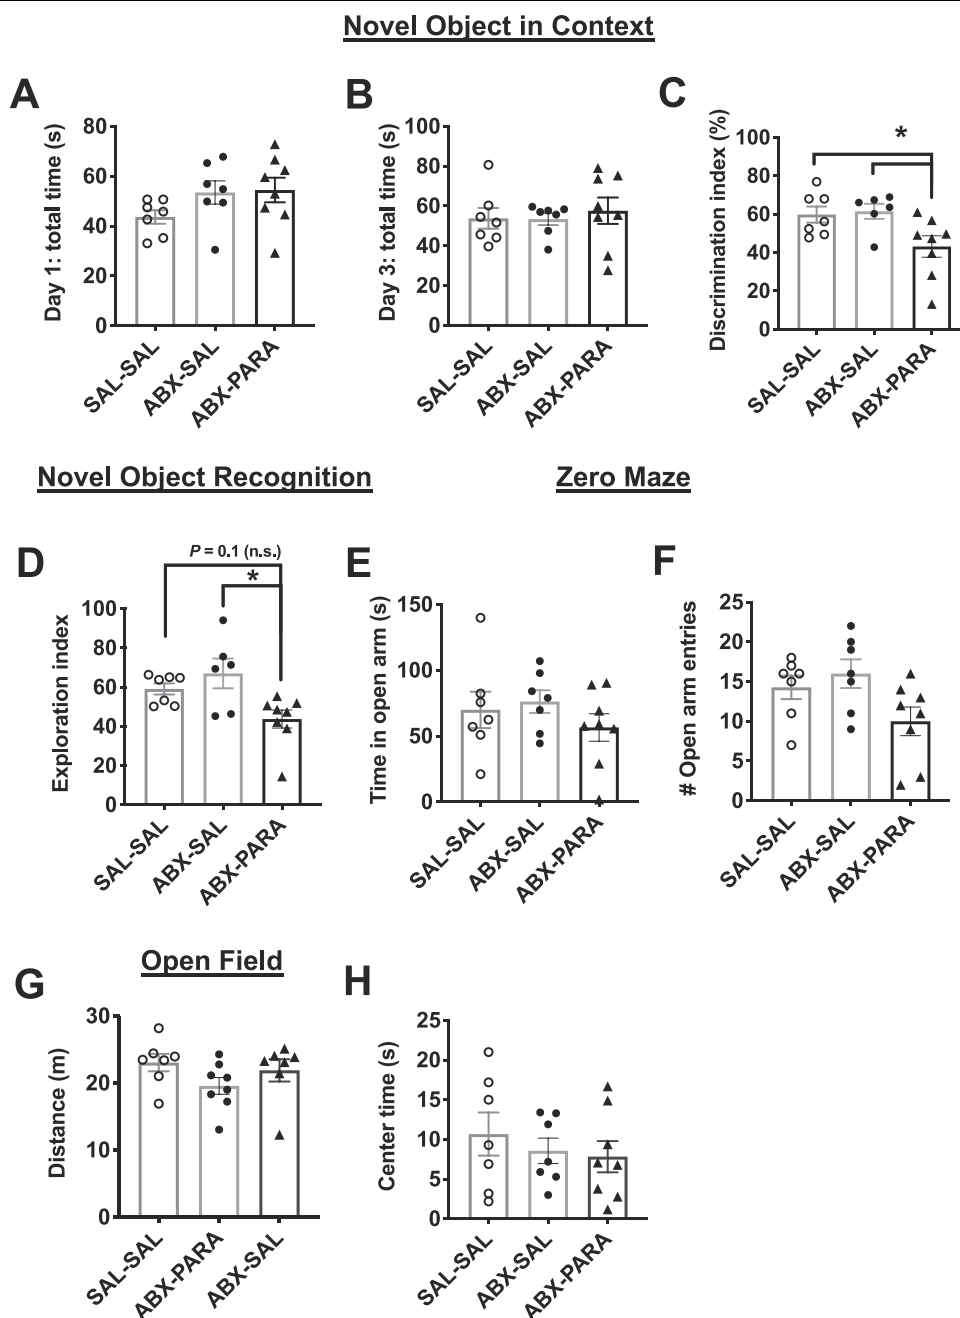 Novel Object in Context
A
Day 1: total time (s)
80
60
40
20
0
SAL-SAL
ABX-SAL
ABX-PARA
B
Day 3: total time (s)
100
80
60
40
20
0
SAL-SAL
ABX-SAL
ABX-PARA
C
Discrimination index (%)
100
80
60
40
20
0
*
SAL-SAL
ABX-SAL
ABX-PARA
Novel Object Recognition
Zero Maze
D
P = 0.1 (n.s.)
*
Exploration index
100
80
60
40
20
0
SAL-SAL
ABX-SAL
ABX-PARA
E
Time in open arm (s)
150
100
50
0
SAL-SAL
ABX-SAL
ABX-PARA
F
# Open arm entries
25
20
15
10
5
0
SAL-SAL
ABX-SAL
ABX-PARA
Open Field
G
Distance (m)
30
20
10
0
SAL-SAL
ABX-PARA
ABX-SAL
H
Center time (s)
25
20
15
10
5
0
SAL-SAL
ABX-SAL
ABX-PARA